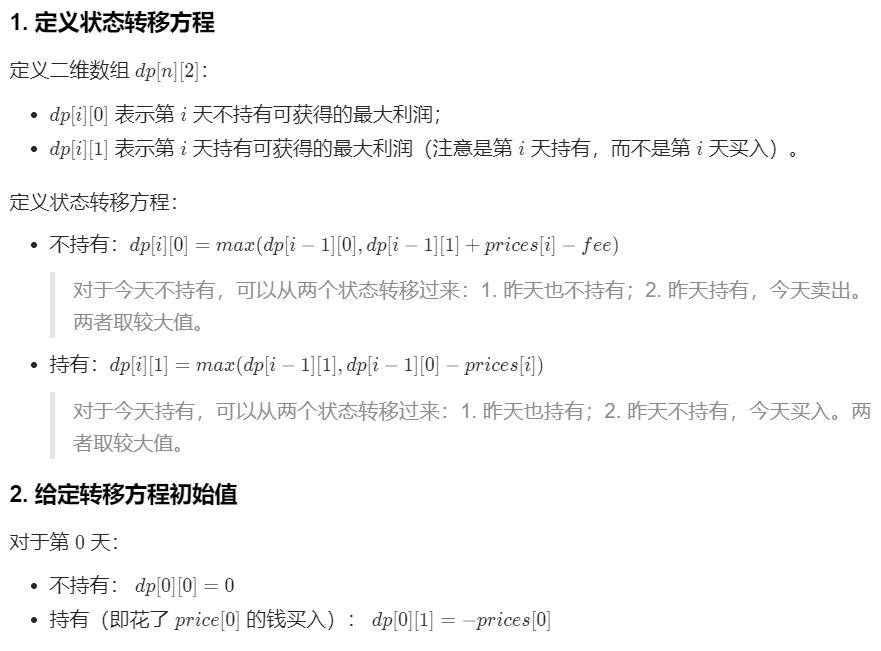 1. 定义状态转移方程
定义二维数组 dp[n][2]：
• dp[i][0] 表示第 i 天不持有可获得的最大利润；
• dp[i][1] 表示第 i 天持有可获得的最大利润（注意是第 i 天持有，而不是第 i 天买入）。
定义状态转移方程：
• 不持有：dp[i][0] = max(dp[i − 1][0], dp[i − 1][1] + prices[i] − fee)
对于今天不持有，可以从两个状态转移过来：1. 昨天也不持有；2. 昨天持有，今天卖出。
两者取较大值。
• 持有：dp[i][1] = max(dp[i − 1][1], dp[i − 1][0] − prices[i])
对于今天持有，可以从两个状态转移过来：1. 昨天也持有；2. 昨天不持有，今天买入。两
者取较大值。
2. 给定转移方程初始值
对于第 0 天：
• 不持有： dp[0][0] = 0
• 持有（即花了 price[0] 的钱买入）： dp[0][1] = −prices[0]